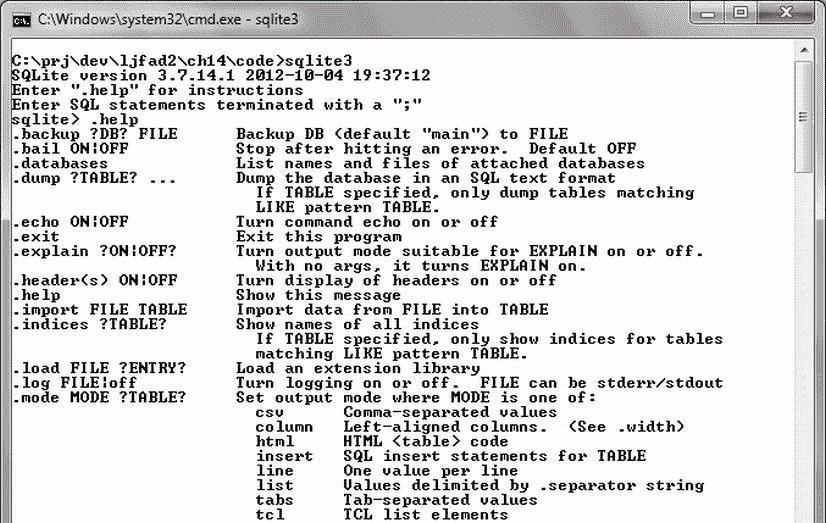 C:\Windows\system32\cmd.exe - sqlite3
C:\prj\dev\ljfad2\ch14\code>sqlite3
SQLite version 3.7.14.1 2012-10-04 19:37:12
Enter ".help" for instructions
Enter SQL statements terminated with a ";"
sqlite> .help
.backup ?DB? FILE      Backup DB (default "main") to FILE
.bail ON|OFF           Stop after hitting an error.  Default OFF
.databases             List names and files of attached databases
.dump ?TABLE? ...      Dump the database in an SQL text format
                         If TABLE specified, only dump tables matching
                         LIKE pattern TABLE.
.echo ON|OFF           Turn command echo on or off
.exit                  Exit this program
.explain ?ON|OFF?      Turn output mode suitable for EXPLAIN on or off.
                         With no args, it turns EXPLAIN on.
.header(s) ON|OFF      Turn display of headers on or off
.help                  Show this message
.import FILE TABLE     Import data from FILE into TABLE
.indices ?TABLE?       Show names of all indices
                         If TABLE specified, only show indices for tables
                         matching LIKE pattern TABLE.
.load FILE ?ENTRY?     Load an extension library
.log FILE|off          Turn logging on or off.  FILE can be stderr/stdout
.mode MODE ?TABLE?     Set output mode where MODE is one of:
                         csv      Comma-separated values
                         column   Left-aligned columns.  (See .width)
                         html     HTML <table> code
                         insert   SQL insert statements for TABLE
                         line     One value per line
                         list     Values delimited by .separator string
                         tabs     Tab-separated values
                         tcl      TCL list elements